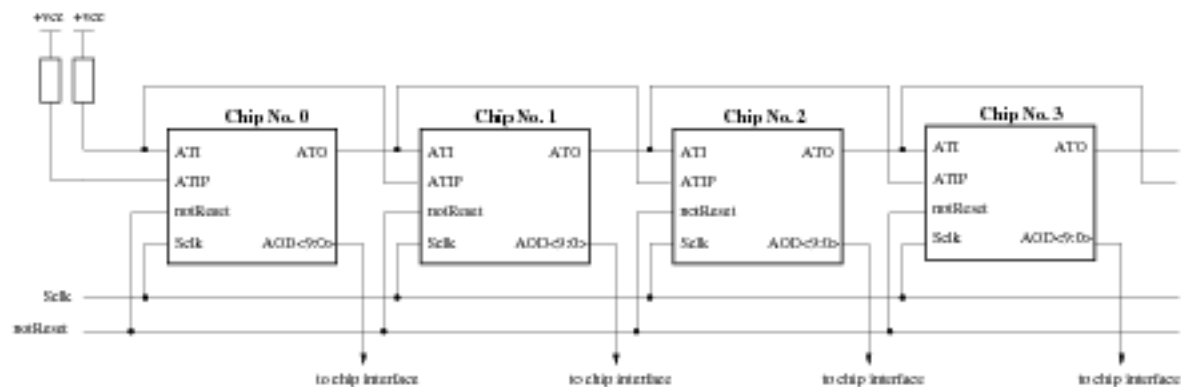 +vcc +vcc
Chip No. 0
Chip No. 1
Chip No. 2
Chip No. 3
ATI ATO
ATIP
notReset
Sclk AOD<9:0>
ATI ATO
ATIP
notReset
Sclk AOD<9:0>
ATI ATO
ATIP
notReset
Sclk AOD<9:0>
ATI ATO
ATIP
notReset
Sclk AOD<9:0>
Sclk
notReset
to chip interface
to chip interface
to chip interface
to chip interface